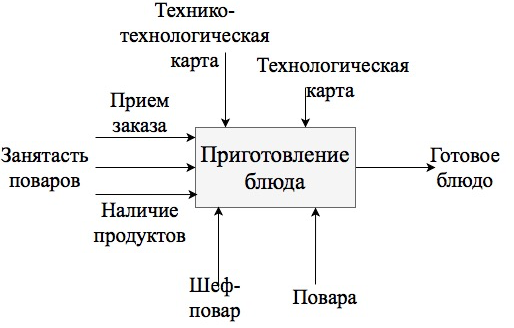 Технико-
технологическая
карта
Технологическая
карта
Прием
заказа
Занятасть
поваров
Наличие
продуктов
Приготовление
блюда
Готовое
блюдо
Шеф-
повар
Повара